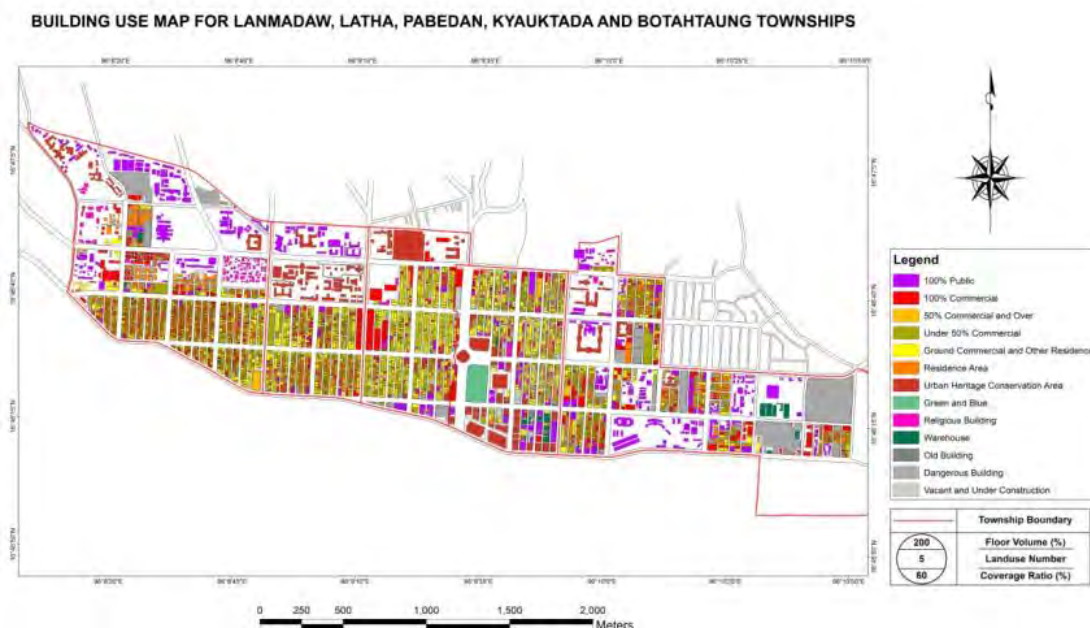 BUILDING USE MAP FOR LANMADAW, LATHA, PABEDAN, KYAUKTADA AND BOTAHTAUNG TOWNSHIPS
Legend
100% Public
100% Commercial
50% Commercial and Over
Under 50% Commercial
Ground Commercial and Other Residence
Residence Area
Urban Heritage Conservation Area
Green and Blue
Religious Building
Warehouse
Old Building
Dangerous Building
Vacant and Under Construction
Township Boundary
200 Floor Volume (%)
5 Landuse Number
60 Coverage Ratio (%)
0 250 500 1,000 1,500 2,000
Meters